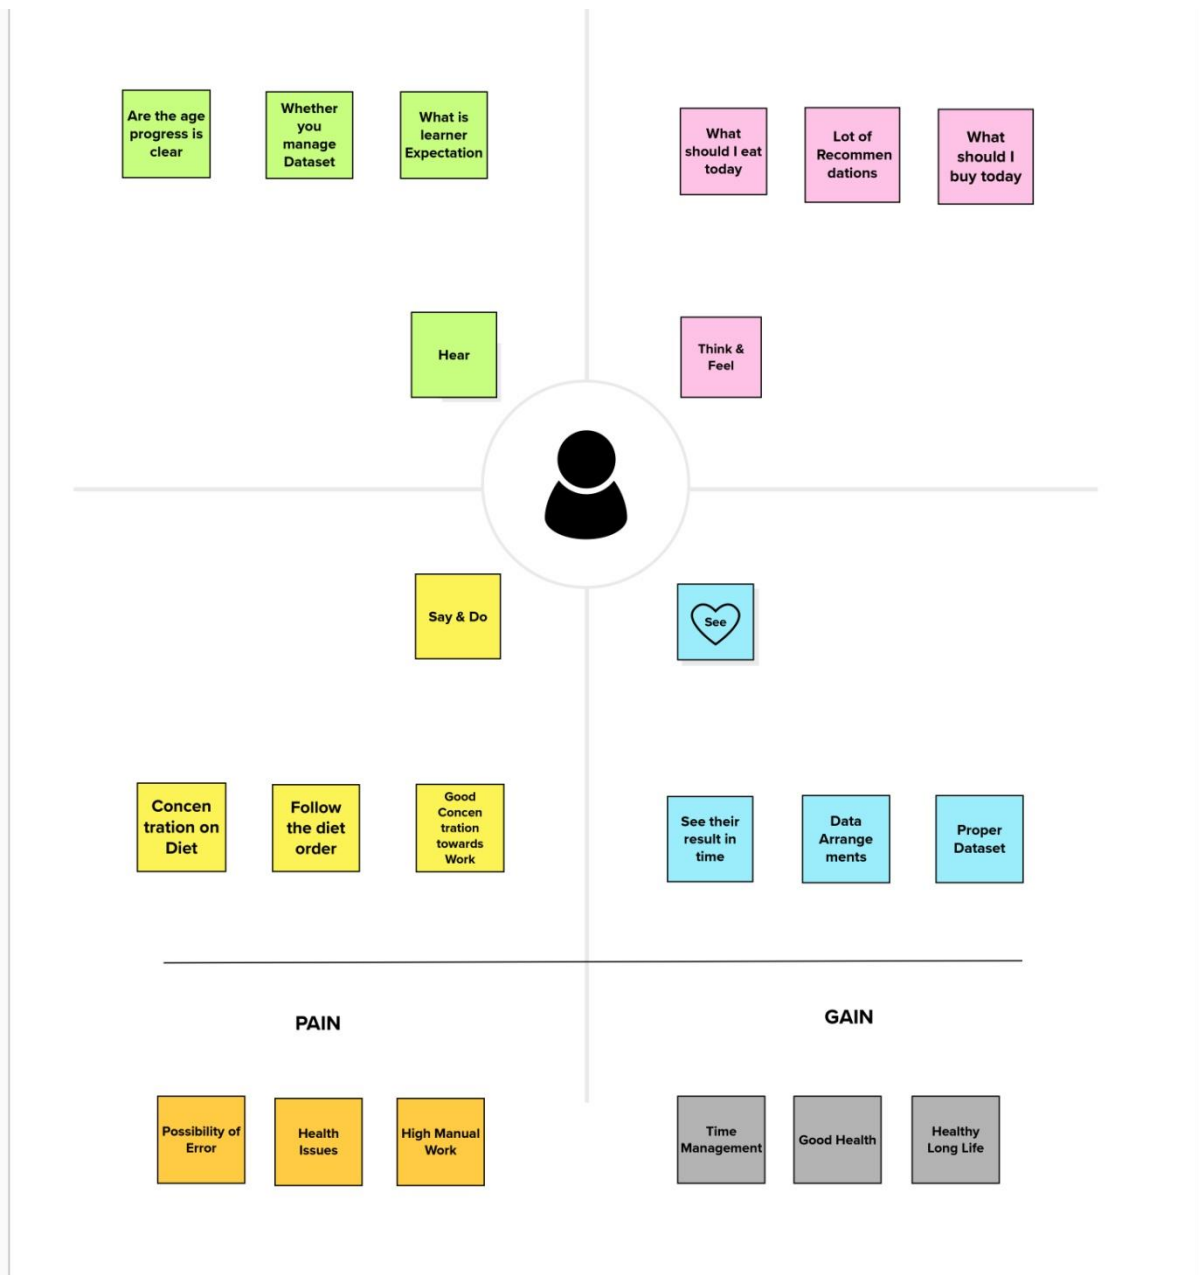 Are the age
progress is
clear
Whether
you
manage
Dataset
What is
learner
Expectation
What
should I eat
today
Lot of
Recommen
dations
What
should I
buy today
Hear
Think &
Feel
Say & Do
See
Concen
tration on
Diet
Follow
the diet
order
Good
Concen
tration
towards
Work
See their
result in
time
Data
Arrange
ments
Proper
Dataset
PAIN
GAIN
Possibility of
Error
Health
Issues
High Manual
Work
Time
Management
Good Health
Healthy
Long Life